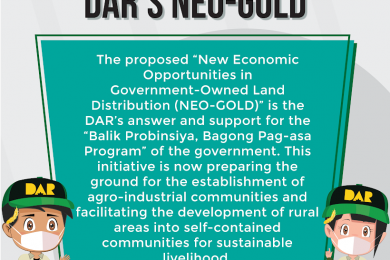 DAR'S NEO-GOLD
The proposed “New Economic
Opportunities in
Government-Owned Land
Distribution (NEO-GOLD)” is the
DAR’s answer and support for the
“Balik Probinsiya, Bagong Pag-asa
Program” of the government. This
initiative is now preparing the
ground for the establishment of
agro-industrial communities and
facilitating the development of rural
areas into self-contained
communities for sustainable
livelihood
DAR
DAR